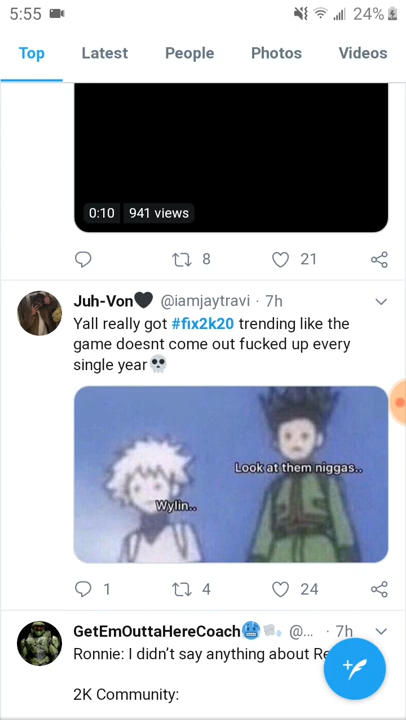 5:55 24%
Top Latest People Photos Videos
0:10 941 views
8 21
Juh-Von🖤 @iamjaytravi · 7h
Yall really got #fix2k20 trending like the
game doesnt come out fucked up every
single year💀
Look at them niggas..
Wylin..
1 4 24
GetEmOuttaHereCoach🥶 @... · 7h
Ronnie: I didn't say anything about Re
2K Community: